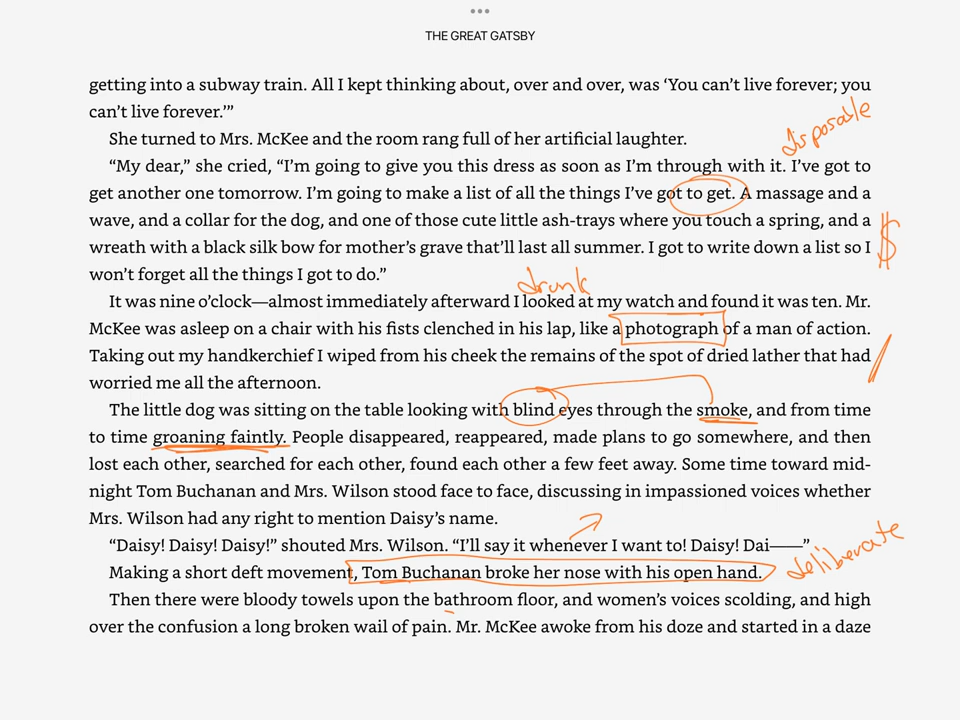 THE GREAT GATSBY
getting into a subway train. All I kept thinking about, over and over, was ‘You can’t live forever; you
can’t live forever.’”
Disposable
She turned to Mrs. McKee and the room rang full of her artificial laughter.
“My dear,” she cried, “I’m going to give you this dress as soon as I’m through with it. I’ve got to
get another one tomorrow. I’m going to make a list of all the things I’ve got to get. A massage and a
wave, and a collar for the dog, and one of those cute little ash-trays where you touch a spring, and a
wreath with a black silk bow for mother’s grave that’ll last all summer. I got to write down a list so I
$
won’t forget all the things I got to do.”
drunk
It was nine o’clock—almost immediately afterward I looked at my watch and found it was ten. Mr.
McKee was asleep on a chair with his fists clenched in his lap, like a photograph of a man of action.
Taking out my handkerchief I wiped from his cheek the remains of the spot of dried lather that had
worried me all the afternoon.
The little dog was sitting on the table looking with blind eyes through the smoke, and from time
to time groaning faintly. People disappeared, reappeared, made plans to go somewhere, and then
lost each other, searched for each other, found each other a few feet away. Some time toward mid-
night Tom Buchanan and Mrs. Wilson stood face to face, discussing in impassioned voices whether
Mrs. Wilson had any right to mention Daisy’s name.
“Daisy! Daisy! Daisy!” shouted Mrs. Wilson. “I’ll say it whenever I want to! Daisy! Dai——”
deliberate
Making a short deft movement, Tom Buchanan broke her nose with his open hand.
Then there were bloody towels upon the bathroom floor, and women’s voices scolding, and high
over the confusion a long broken wail of pain. Mr. McKee awoke from his doze and started in a daze